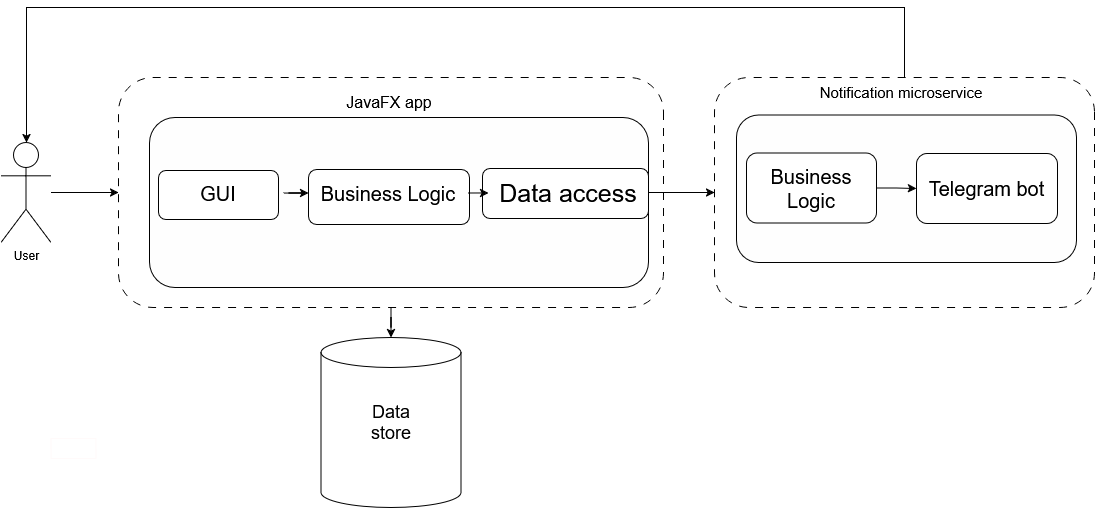 JavaFX app
Notification microservice
GUI
Business Logic
Data access
Business
Logic
Telegram bot
User
Data
store